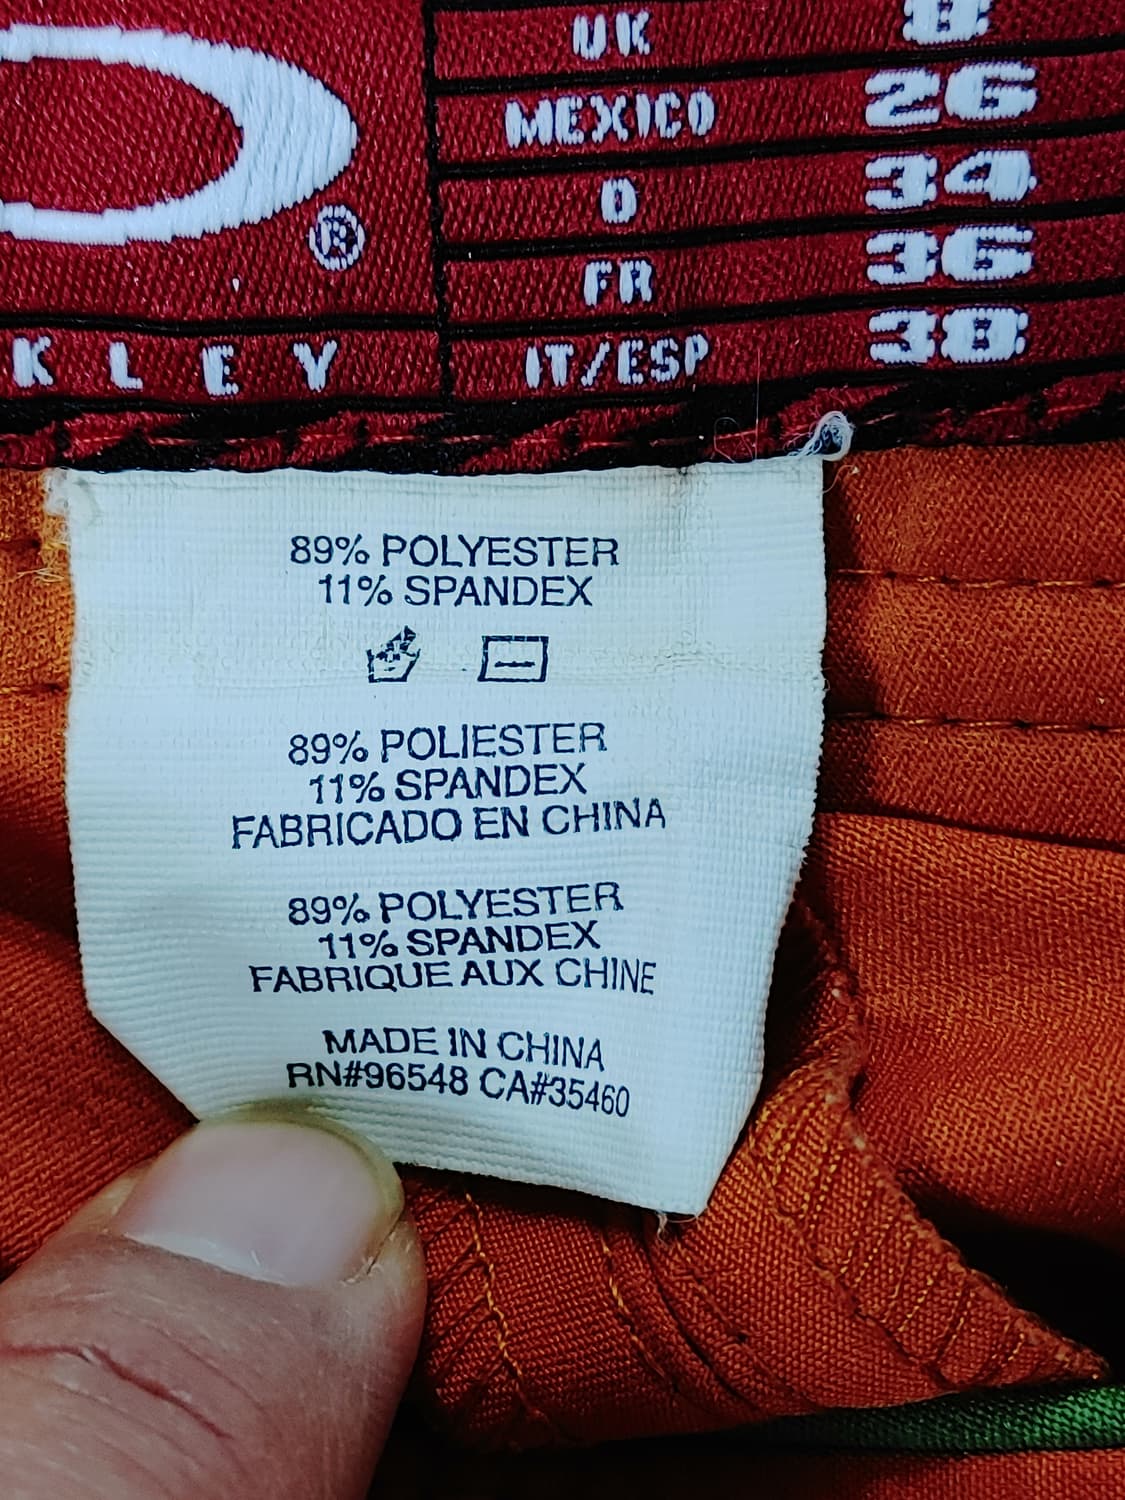 ®
KLEY
UK 8
MEXICO 26
D 34
FR 36
IT/ESP 38
89% POLYESTER
11% SPANDEX
89% POLIESTER
11% SPANDEX
FABRICADO EN CHINA
89% POLYESTER
11% SPANDEX
FABRIQUE AUX CHINE
MADE IN CHINA
RN#96548 CA#35460